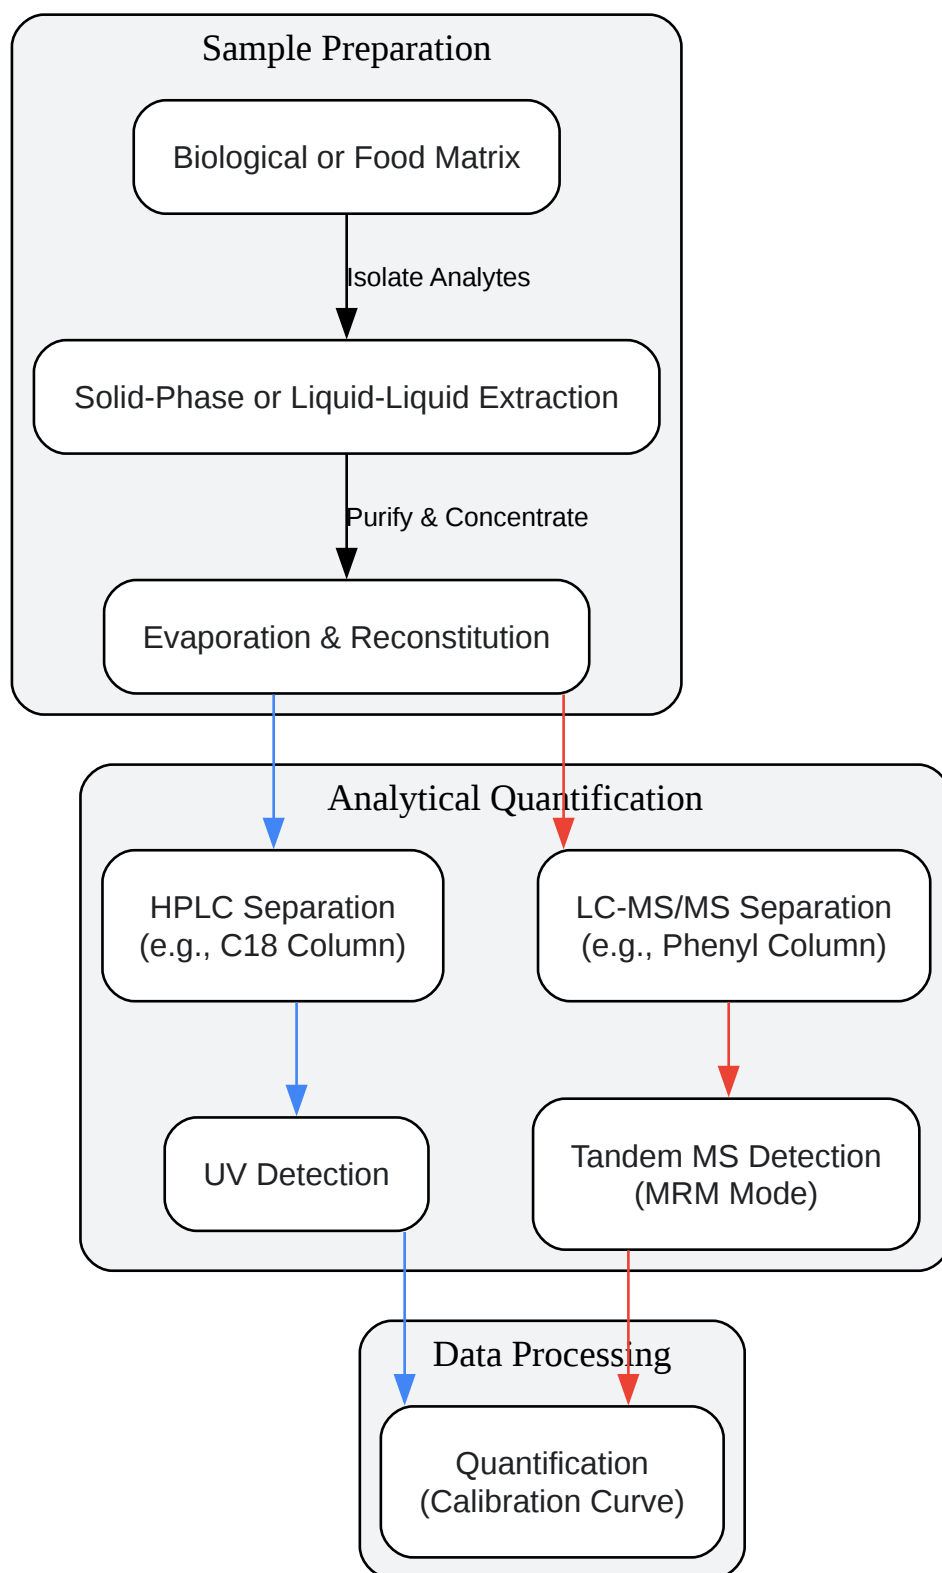 Sample Preparation
Biological or Food Matrix
Isolate Analytes
Solid-Phase or Liquid-Liquid Extraction
Purify & Concentrate
Evaporation & Reconstitution
Analytical Quantification
HPLC Separation
(e.g., C18 Column)
LC-MS/MS Separation
(e.g., Phenyl Column)
UV Detection
Tandem MS Detection
(MRM Mode)
Data Processing
Quantification
(Calibration Curve)